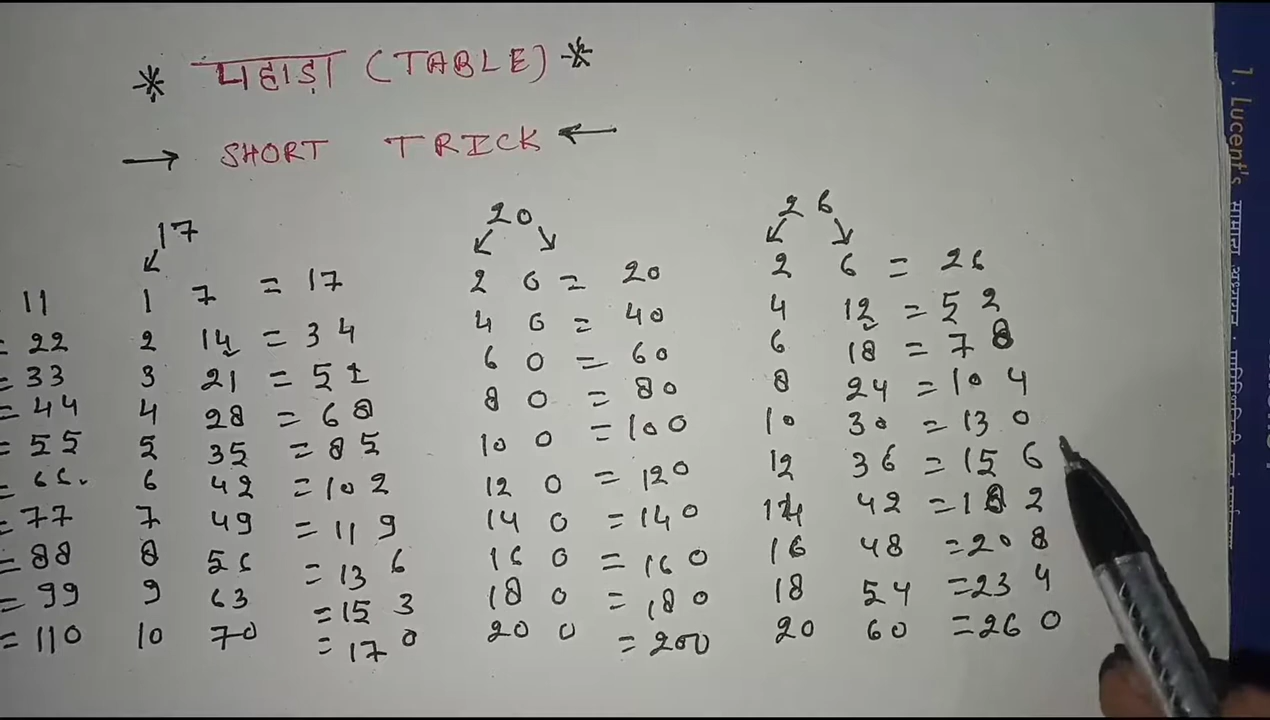 * पहाड़ा (TABLE) *
→ SHORT TRICK ←
17 20 26
11 1 7 = 17 2 0 = 20 2 6 = 26
= 22 2 14 = 34 4 0 = 40 4 12 = 52
= 33 3 21 = 51 6 0 = 60 6 18 = 78
= 44 4 28 = 68 8 0 = 80 8 24 = 104
= 55 5 35 = 85 10 0 = 100 10 30 = 130
= 66. 6 42 = 102 12 0 = 120 12 36 = 156
= 77 7 49 = 119 14 0 = 140 14 42 = 182
= 88 8 56 = 136 16 0 = 160 16 48 = 208
= 99 9 63 = 153 18 0 = 180 18 54 = 234
= 110 10 70 = 170 20 0 = 200 20 60 = 260
1. Lucent's सामान्य अध्ययन